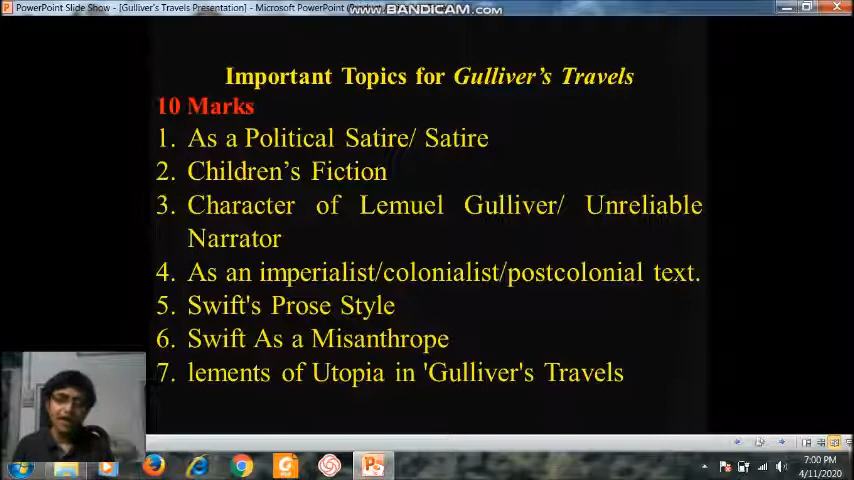 PowerPoint Slide Show - [Gulliver's Travels Presentation] - Microsoft PowerPoint
www.BANDICAM.com
Important Topics for Gulliver's Travels
10 Marks
1. As a Political Satire/ Satire
2. Children's Fiction
3. Character of Lemuel Gulliver/ Unreliable
Narrator
4. As an imperialist/colonialist/postcolonial text.
5. Swift's Prose Style
6. Swift As a Misanthrope
7. lements of Utopia in 'Gulliver's Travels
7:00 PM
4/11/2020